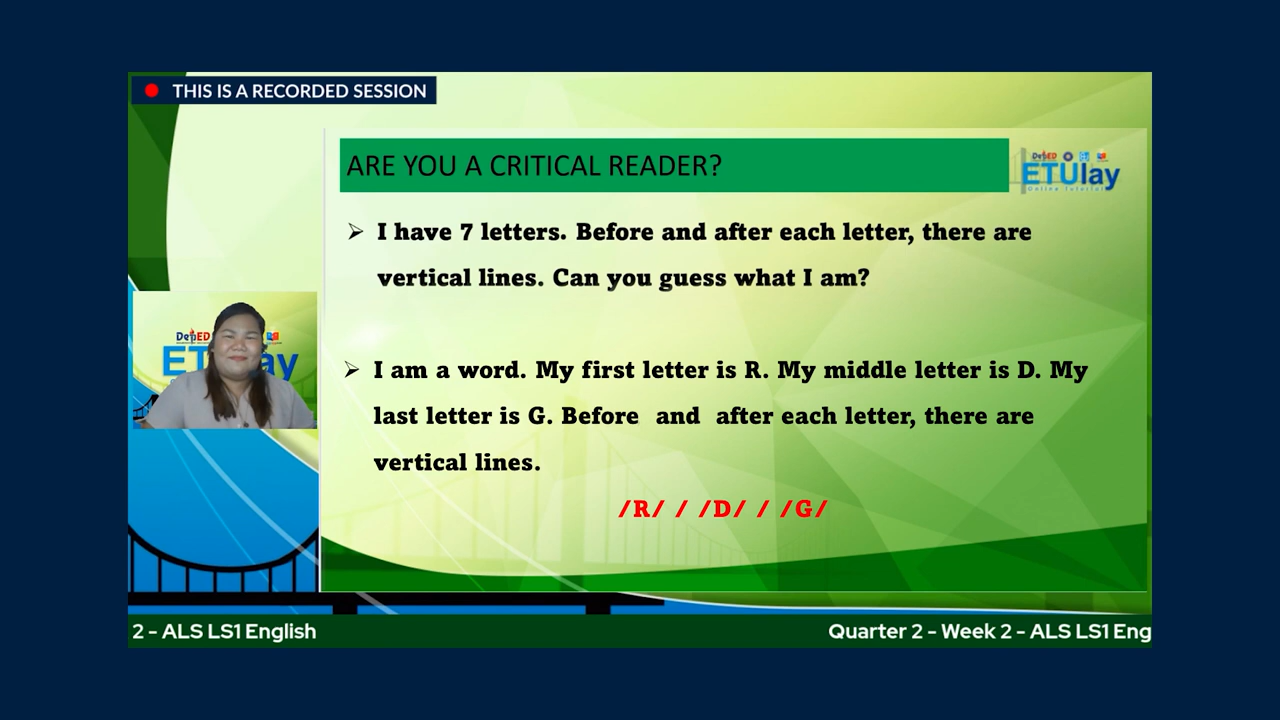 THIS IS A RECORDED SESSION
ARE YOU A CRITICAL READER?
DepED
ETUlay
Online Tutorial
➢ I have 7 letters. Before and after each letter, there are
vertical lines. Can you guess what I am?
DepED
ETUlay
➢ I am a word. My first letter is R. My middle letter is D. My
last letter is G. Before and after each letter, there are
vertical lines.
/R/ / /D/ / /G/
2 - ALS LS1 English
Quarter 2 - Week 2 - ALS LS1 Eng